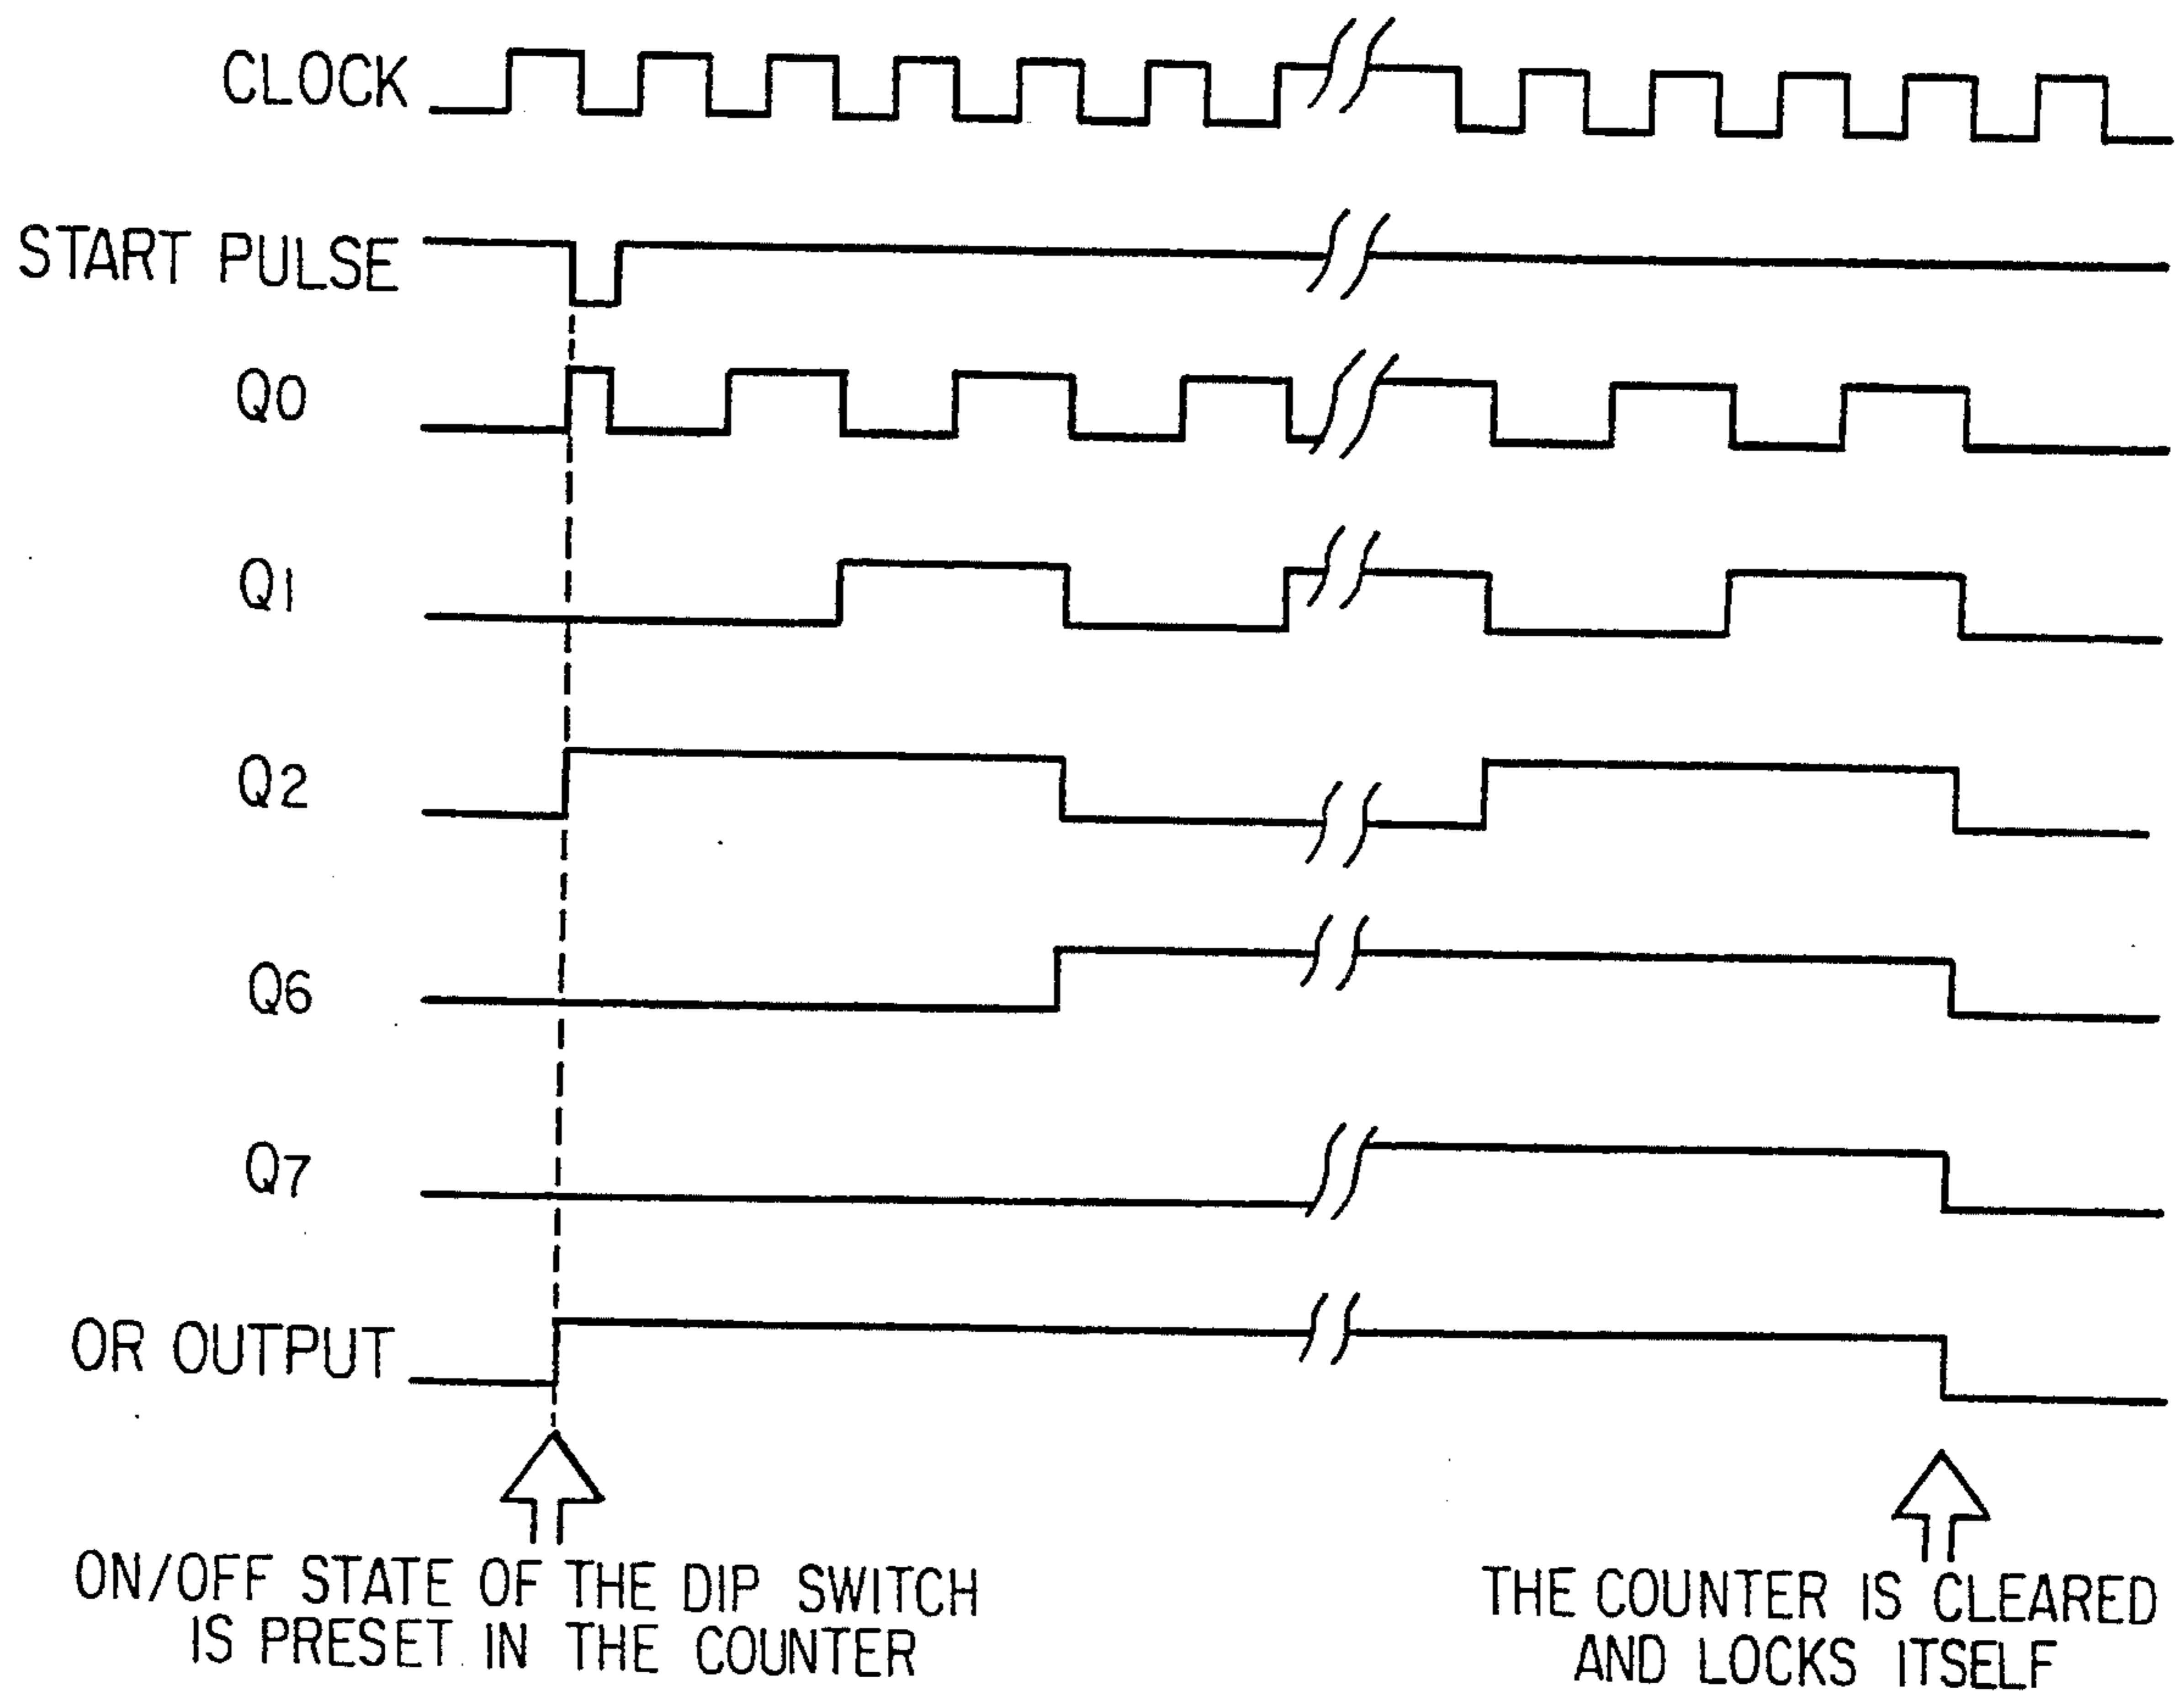 CLOCK
START PULSE
Q0
Q1
Q2
Q6
Q7
OR OUTPUT
ON/OFF STATE OF THE DIP SWITCH
IS PRESET IN THE COUNTER
THE COUNTER IS CLEARED
AND LOCKS ITSELF